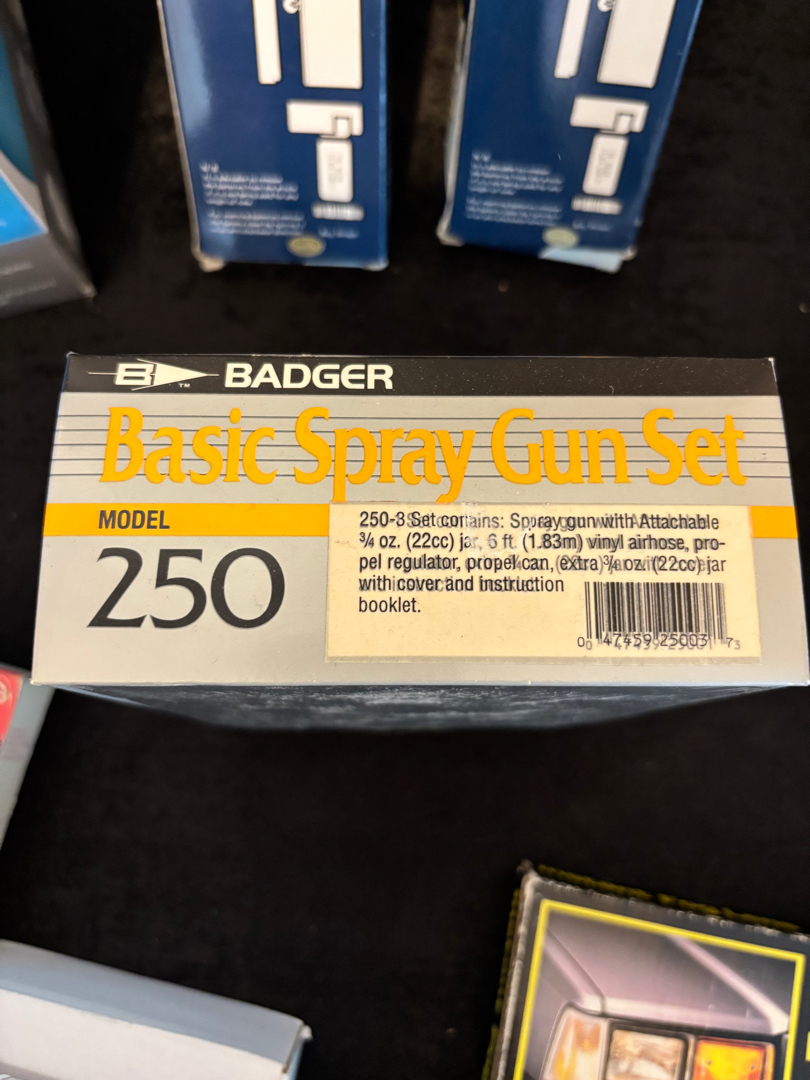 B™ BADGER
Basic Spray Gun Set
MODEL
250
250-3 Set contains: Spray gun with Attachable
¾ oz. (22cc) jar, 6 ft. (1.83m) vinyl airhose, pro-
pel regulator, propel can, (extra) ¾ oz. (22cc) jar
with cover and instruction
booklet.
0 47459 25003 7